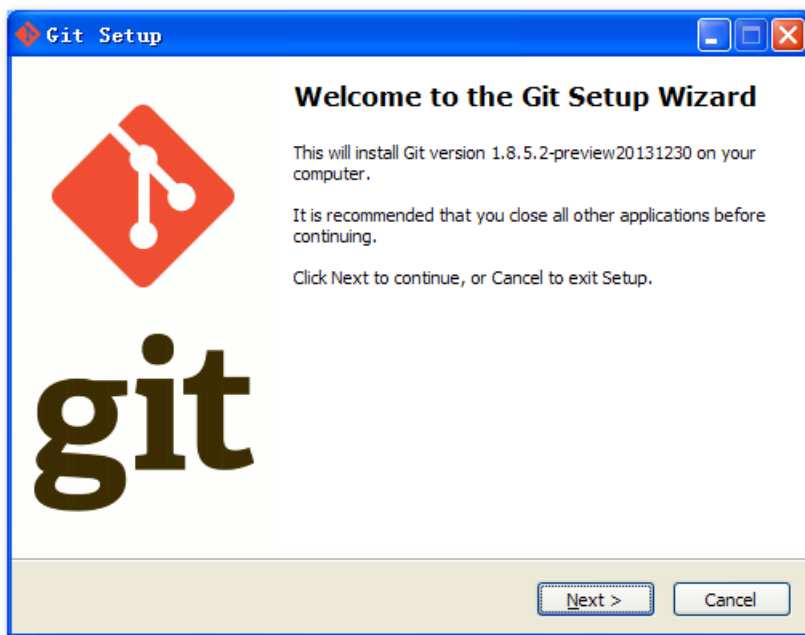 Git Setup
Welcome to the Git Setup Wizard
This will install Git version 1.8.5.2-preview20131230 on your
computer.
It is recommended that you close all other applications before
continuing.
Click Next to continue, or Cancel to exit Setup.
git
Next >
Cancel